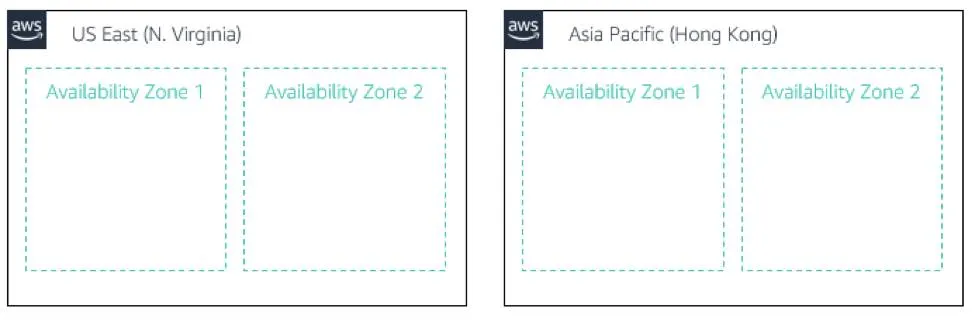 aws US East (N. Virginia)
Availability Zone 1
Availability Zone 2
aws Asia Pacific (Hong Kong)
Availability Zone 1
Availability Zone 2